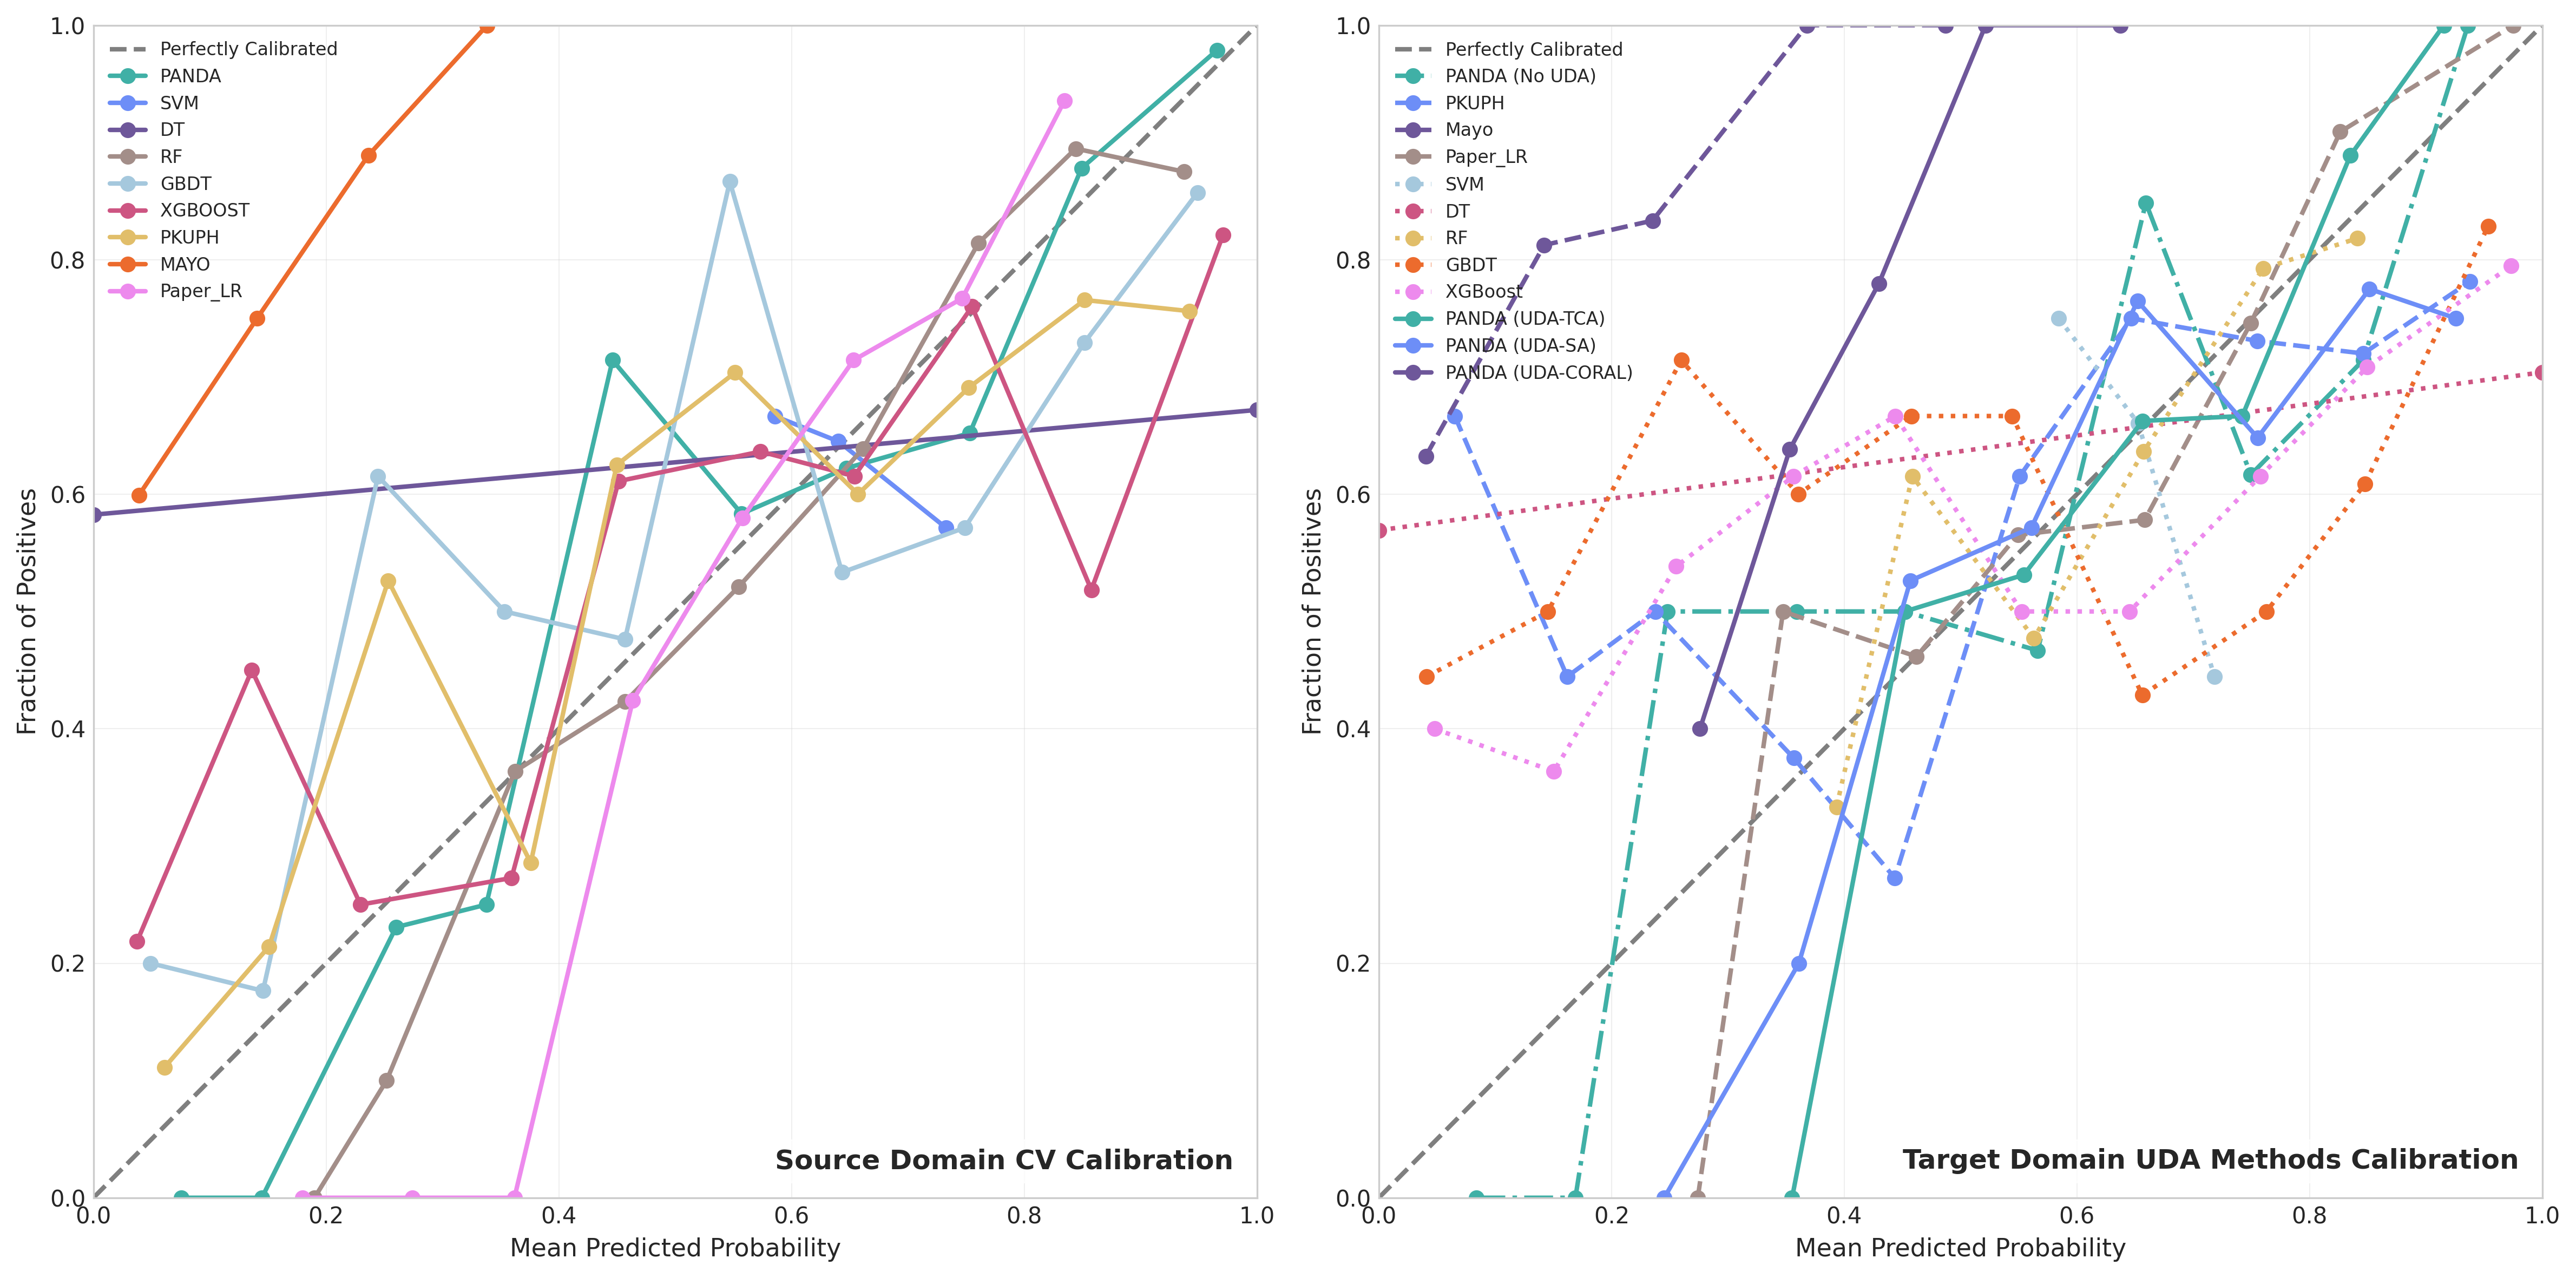 1.0
0.8
0.6
0.4
0.2
0.0
Fraction of Positives
Perfectly Calibrated
PANDA
SVM
DT
RF
GBDT
XGBOOST
PKUPH
MAYO
Paper_LR
Source Domain CV Calibration
0.0 0.2 0.4 0.6 0.8 1.0
Mean Predicted Probability
1.0
0.8
0.6
0.4
0.2
0.0
Fraction of Positives
Perfectly Calibrated
PANDA (No UDA)
PKUPH
Mayo
Paper_LR
SVM
DT
RF
GBDT
XGBoost
PANDA (UDA-TCA)
PANDA (UDA-SA)
PANDA (UDA-CORAL)
Target Domain UDA Methods Calibration
0.0 0.2 0.4 0.6 0.8 1.0
Mean Predicted Probability